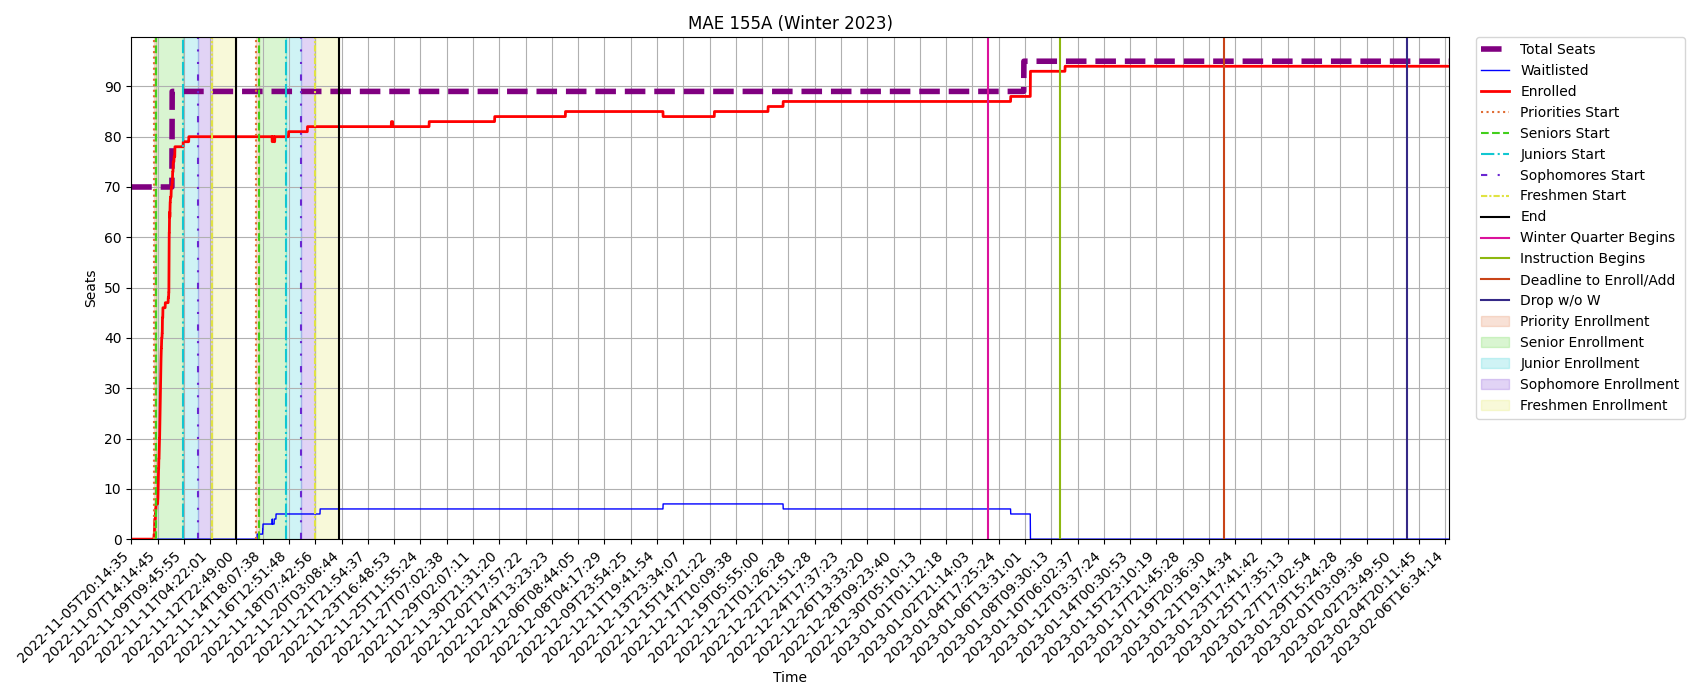 MAE 155A (Winter 2023)
Seats
90
80
70
60
50
40
30
20
10
0
2022-11-05T20:14:35
2022-11-07T14:14:45
2022-11-09T09:45:55
2022-11-11T04:22:01
2022-11-12T22:49:00
2022-11-14T18:07:38
2022-11-16T12:51:48
2022-11-18T07:42:56
2022-11-20T03:08:44
2022-11-21T21:54:37
2022-11-23T16:48:53
2022-11-25T11:55:24
2022-11-27T07:02:38
2022-11-29T02:07:11
2022-11-30T21:31:20
2022-12-02T17:57:22
2022-12-04T13:23:23
2022-12-06T08:44:05
2022-12-08T04:17:29
2022-12-09T23:54:25
2022-12-11T19:41:54
2022-12-13T23:34:07
2022-12-15T14:21:22
2022-12-17T10:09:38
2022-12-19T05:55:00
2022-12-21T01:26:28
2022-12-22T21:51:28
2022-12-24T17:37:23
2022-12-26T13:33:20
2022-12-28T09:23:40
2022-12-30T05:10:13
2023-01-01T01:12:18
2023-01-02T21:14:03
2023-01-04T17:25:24
2023-01-06T13:31:01
2023-01-08T09:30:13
2023-01-10T06:02:37
2023-01-12T03:37:24
2023-01-14T00:30:53
2023-01-15T23:10:19
2023-01-17T21:45:28
2023-01-19T20:36:30
2023-01-21T19:14:34
2023-01-23T17:41:42
2023-01-25T17:35:13
2023-01-27T17:02:54
2023-01-29T15:24:28
2023-02-01T03:09:36
2023-02-02T23:49:50
2023-02-04T20:11:45
2023-02-06T16:34:14
Time
Total Seats
Waitlisted
Enrolled
Priorities Start
Seniors Start
Juniors Start
Sophomores Start
Freshmen Start
End
Winter Quarter Begins
Instruction Begins
Deadline to Enroll/Add
Drop w/o W
Priority Enrollment
Senior Enrollment
Junior Enrollment
Sophomore Enrollment
Freshmen Enrollment